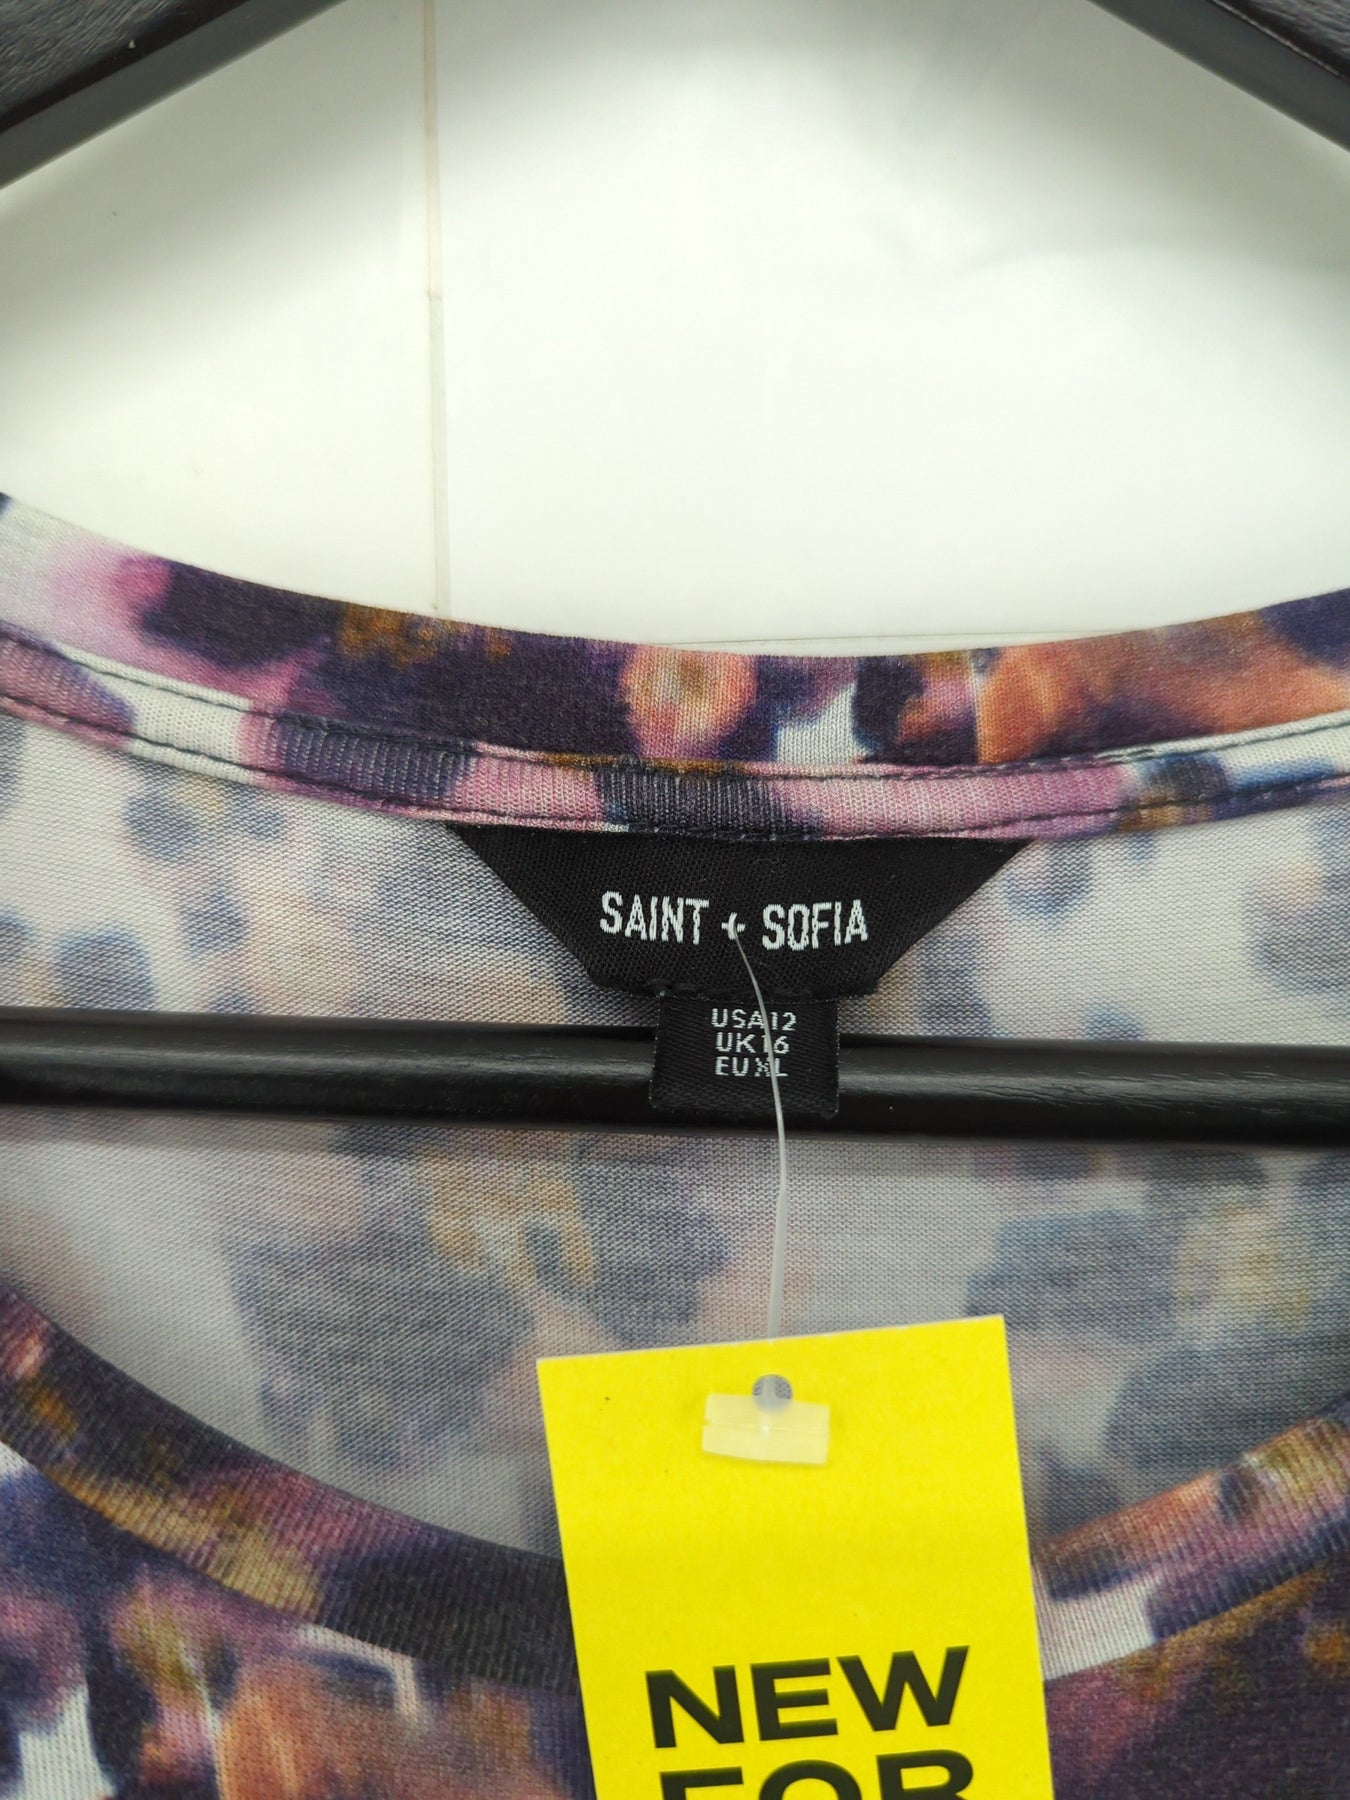 SAINT + SOFIA
USA12
UK16
EU XL
NEW
FOR